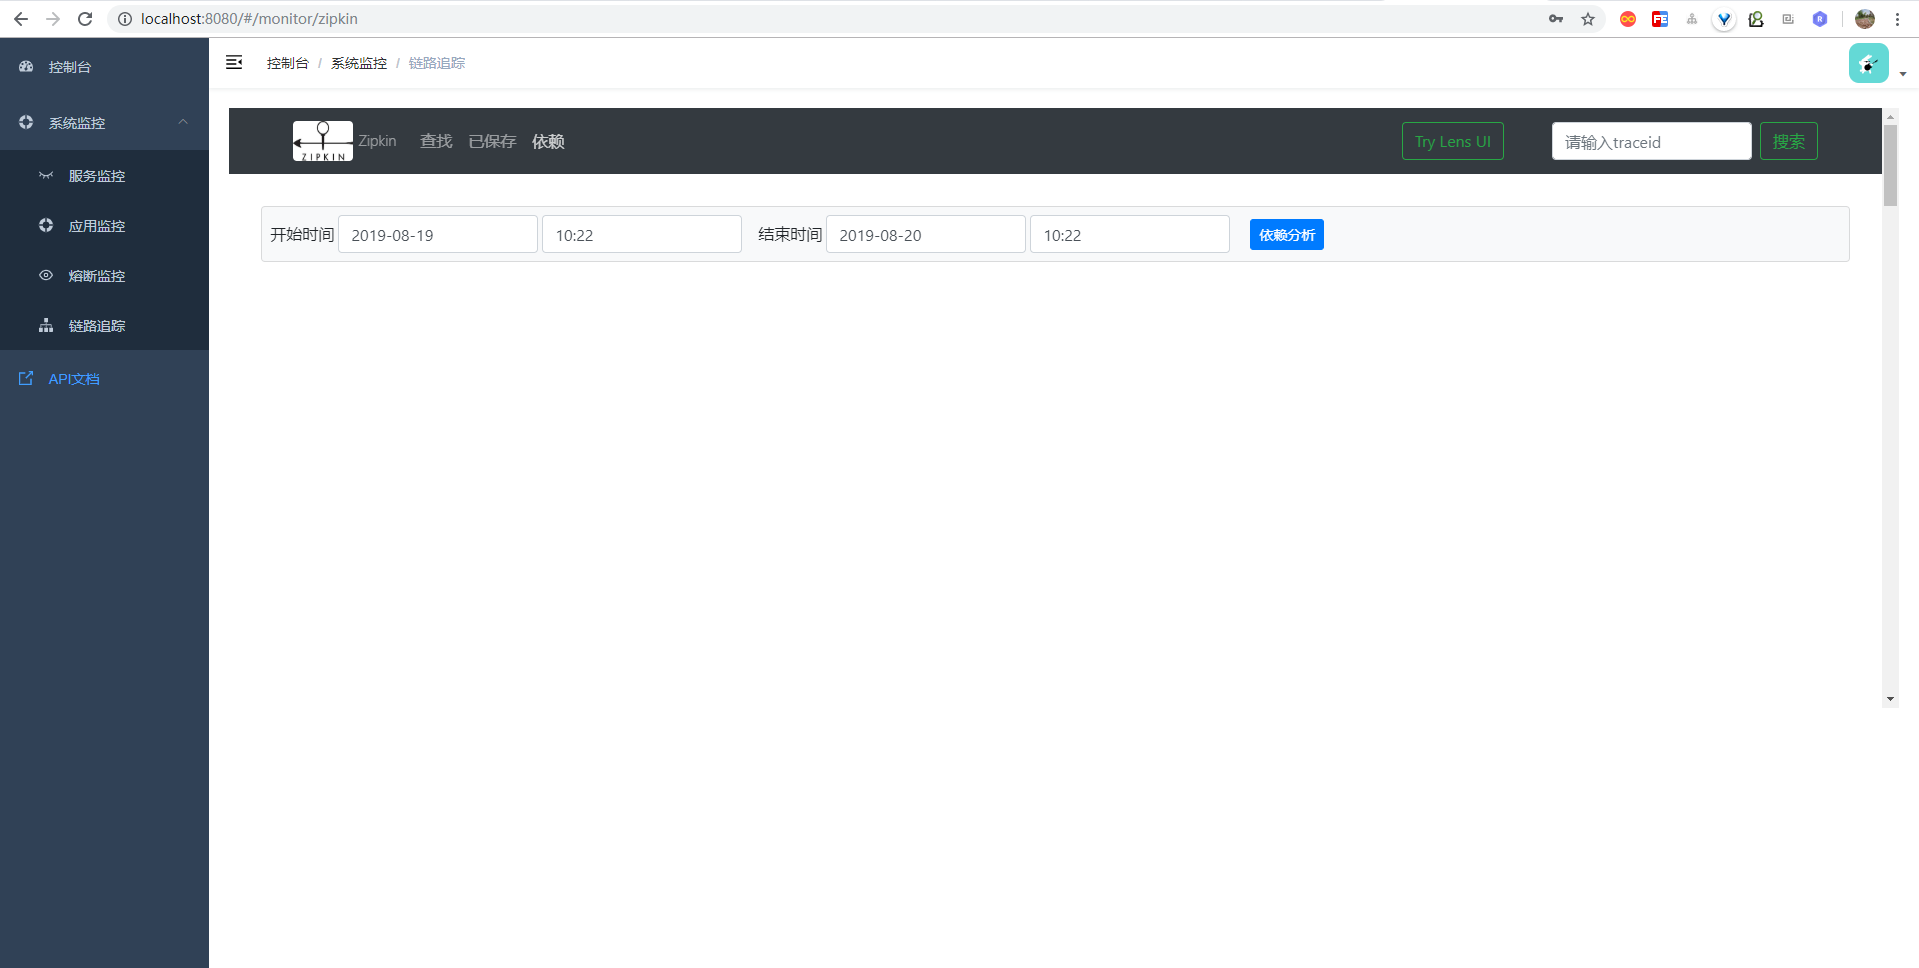 localhost:8080/#/monitor/zipkin
控制台
系统监控
服务监控
应用监控
熔断监控
链路追踪
API文档
控制台 / 系统监控 / 链路追踪
ZIPKIN Zipkin 查找 已保存 依赖 Try Lens UI 请输入traceid 搜索
开始时间 2019-08-19 10:22 结束时间 2019-08-20 10:22 依赖分析